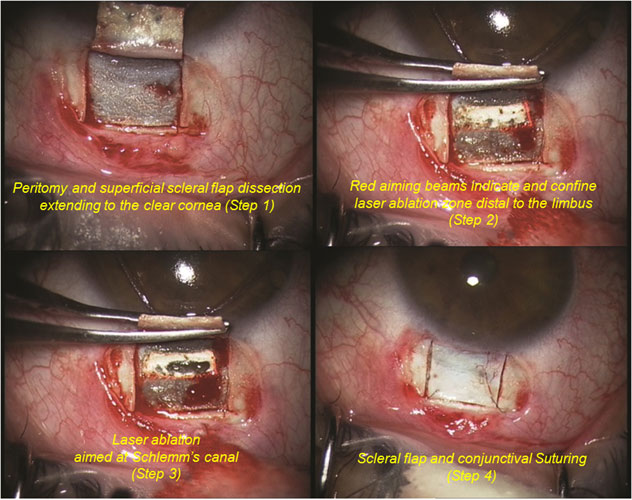 Peritomy and superficial scleral flap dissection
extending to the clear cornea (Step 1)
Red aiming beams Indicate and confine
laser ablation zone distal to the limbus
(Step 2)
Laser ablation
aimed at Schlemm's canal
(Step 3)
Scleral flap and conjunctival Suturing
(Step 4)